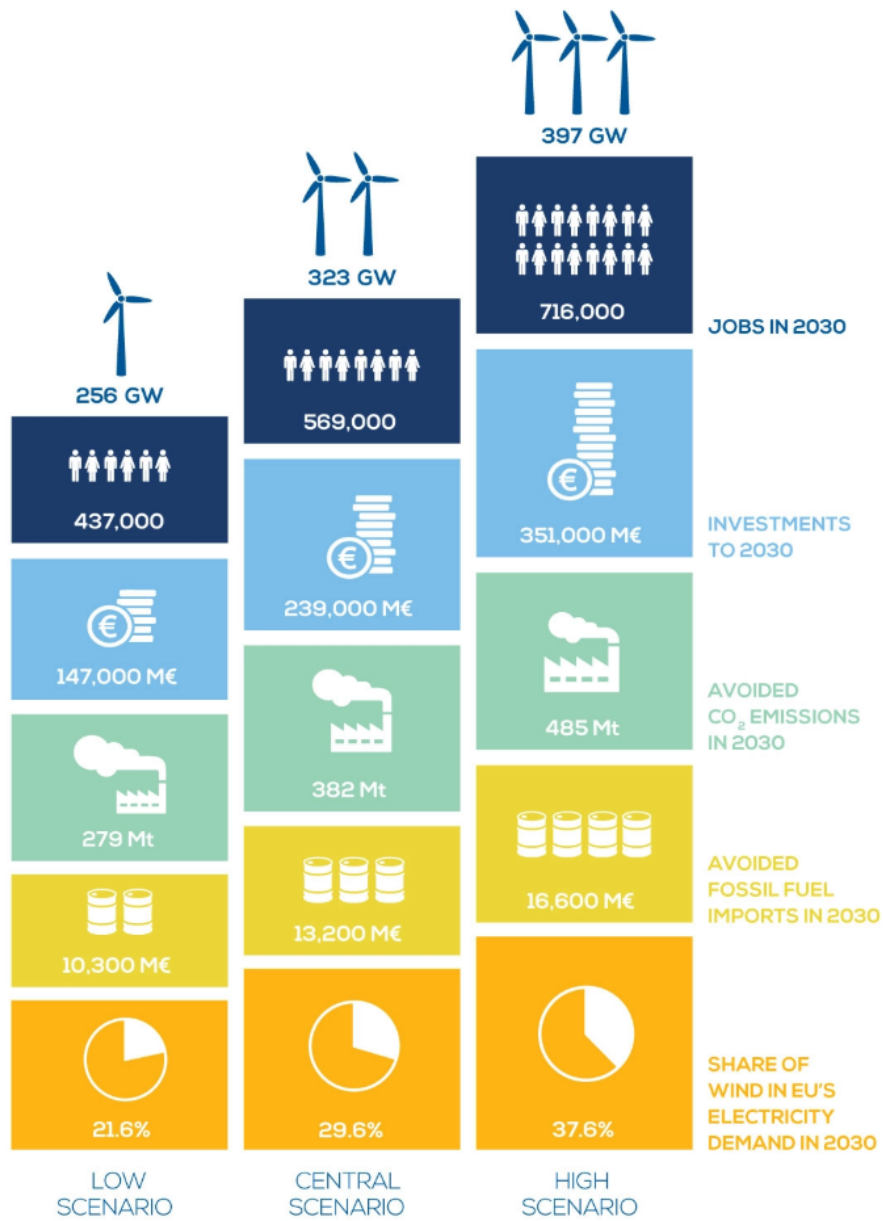 397 GW
716,000
JOBS IN 2030
351,000 M€
INVESTMENTS
TO 2030
485 Mt
AVOIDED
CO₂ EMISSIONS
IN 2030
16,600 M€
AVOIDED
FOSSIL FUEL
IMPORTS IN 2030
37.6%
SHARE OF
WIND IN EU'S
ELECTRICITY
DEMAND IN 2030
HIGH
SCENARIO
323 GW
569,000
€
239,000 M€
382 Mt
13,200 M€
29.6%
CENTRAL
SCENARIO
256 GW
437,000
€
147,000 M€
279 Mt
10,300 M€
21.6%
LOW
SCENARIO
€